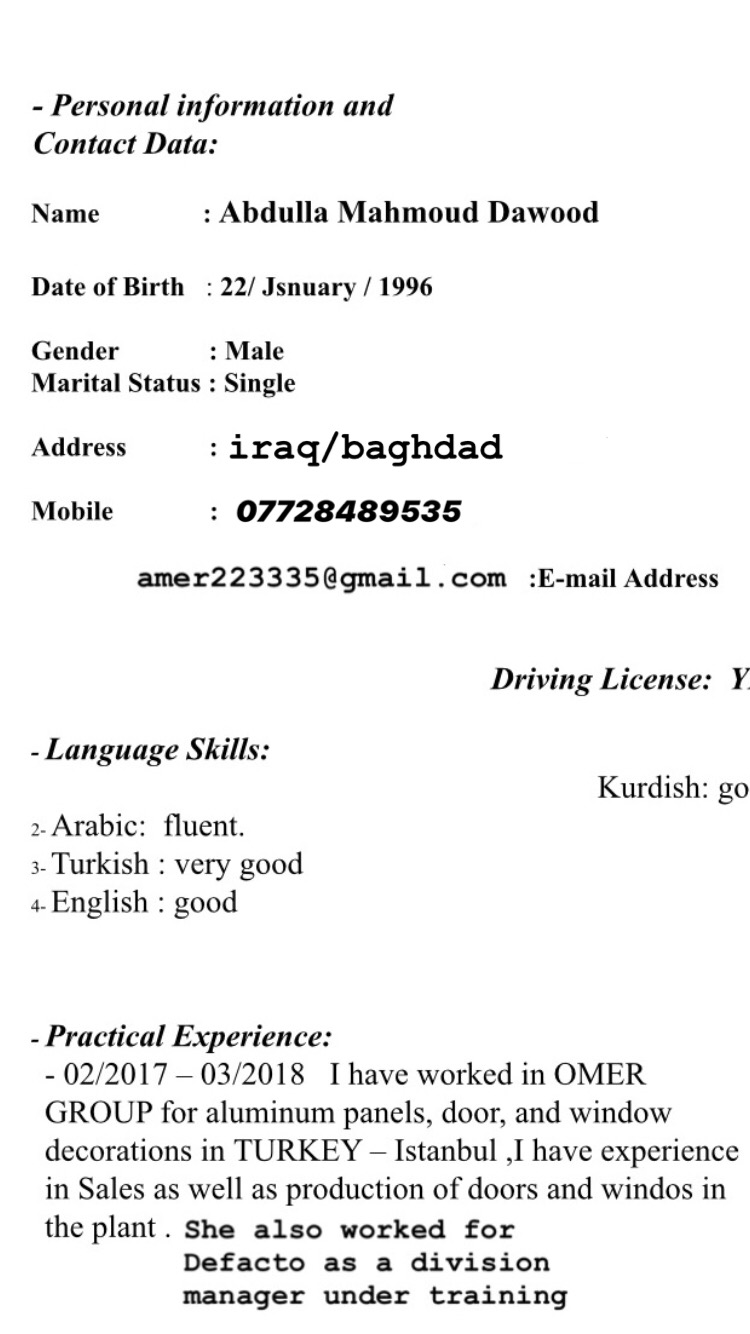 - Personal information and
Contact Data:
Name : Abdulla Mahmoud Dawood
Date of Birth : 22/ Jsnuary / 1996
Gender : Male
Marital Status : Single
Address : iraq/baghdad
Mobile : 07728489535
amer223335@gmail.com :E-mail Address
Driving License:
- Language Skills:
Kurdish:
2- Arabic: fluent.
3- Turkish : very good
4- English : good
- Practical Experience:
- 02/2017 – 03/2018 I have worked in OMER
GROUP for aluminum panels, door, and window
decorations in TURKEY – Istanbul ,I have experience
in Sales as well as production of doors and windos in
the plant . She also worked for
Defacto as a division
manager under training